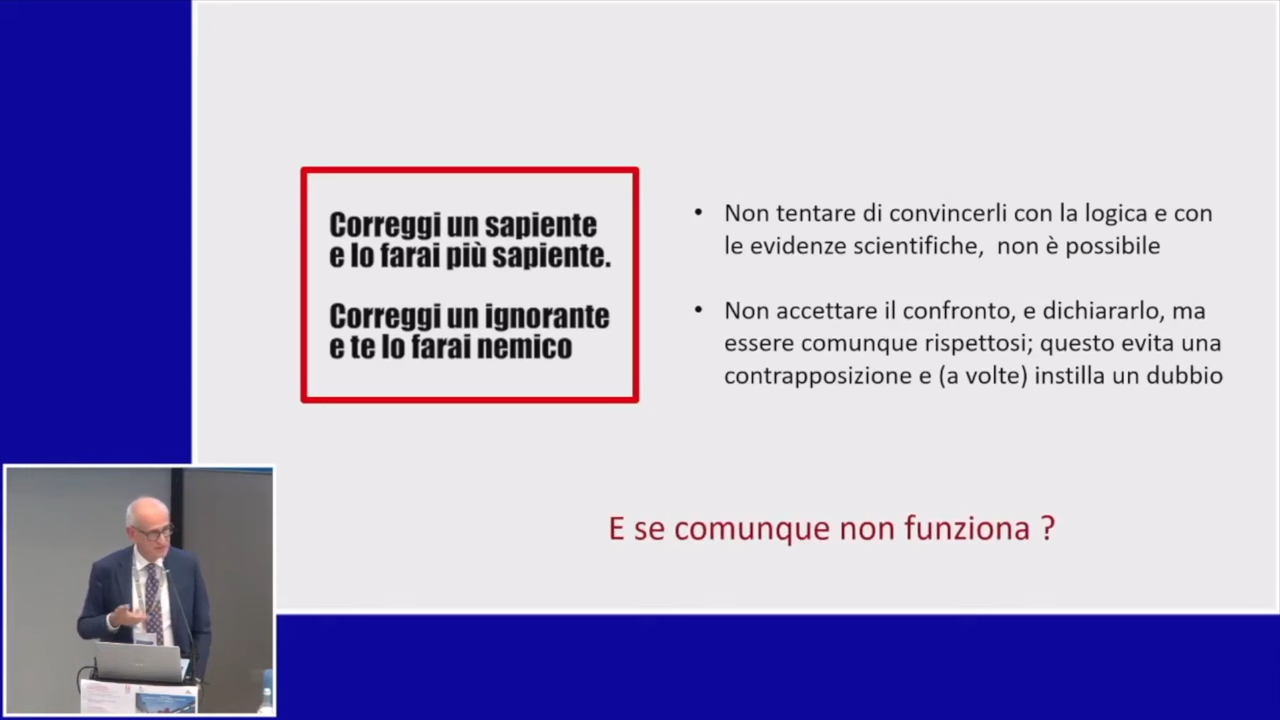 Correggi un sapiente
e lo farai più sapiente.
Correggi un ignorante
e te lo farai nemico
• Non tentare di convincerli con la logica e con
le evidenze scientifiche, non è possibile
• Non accettare il confronto, e dichiararlo, ma
essere comunque rispettosi; questo evita una
contrapposizione e (a volte) instilla un dubbio
E se comunque non funziona ?